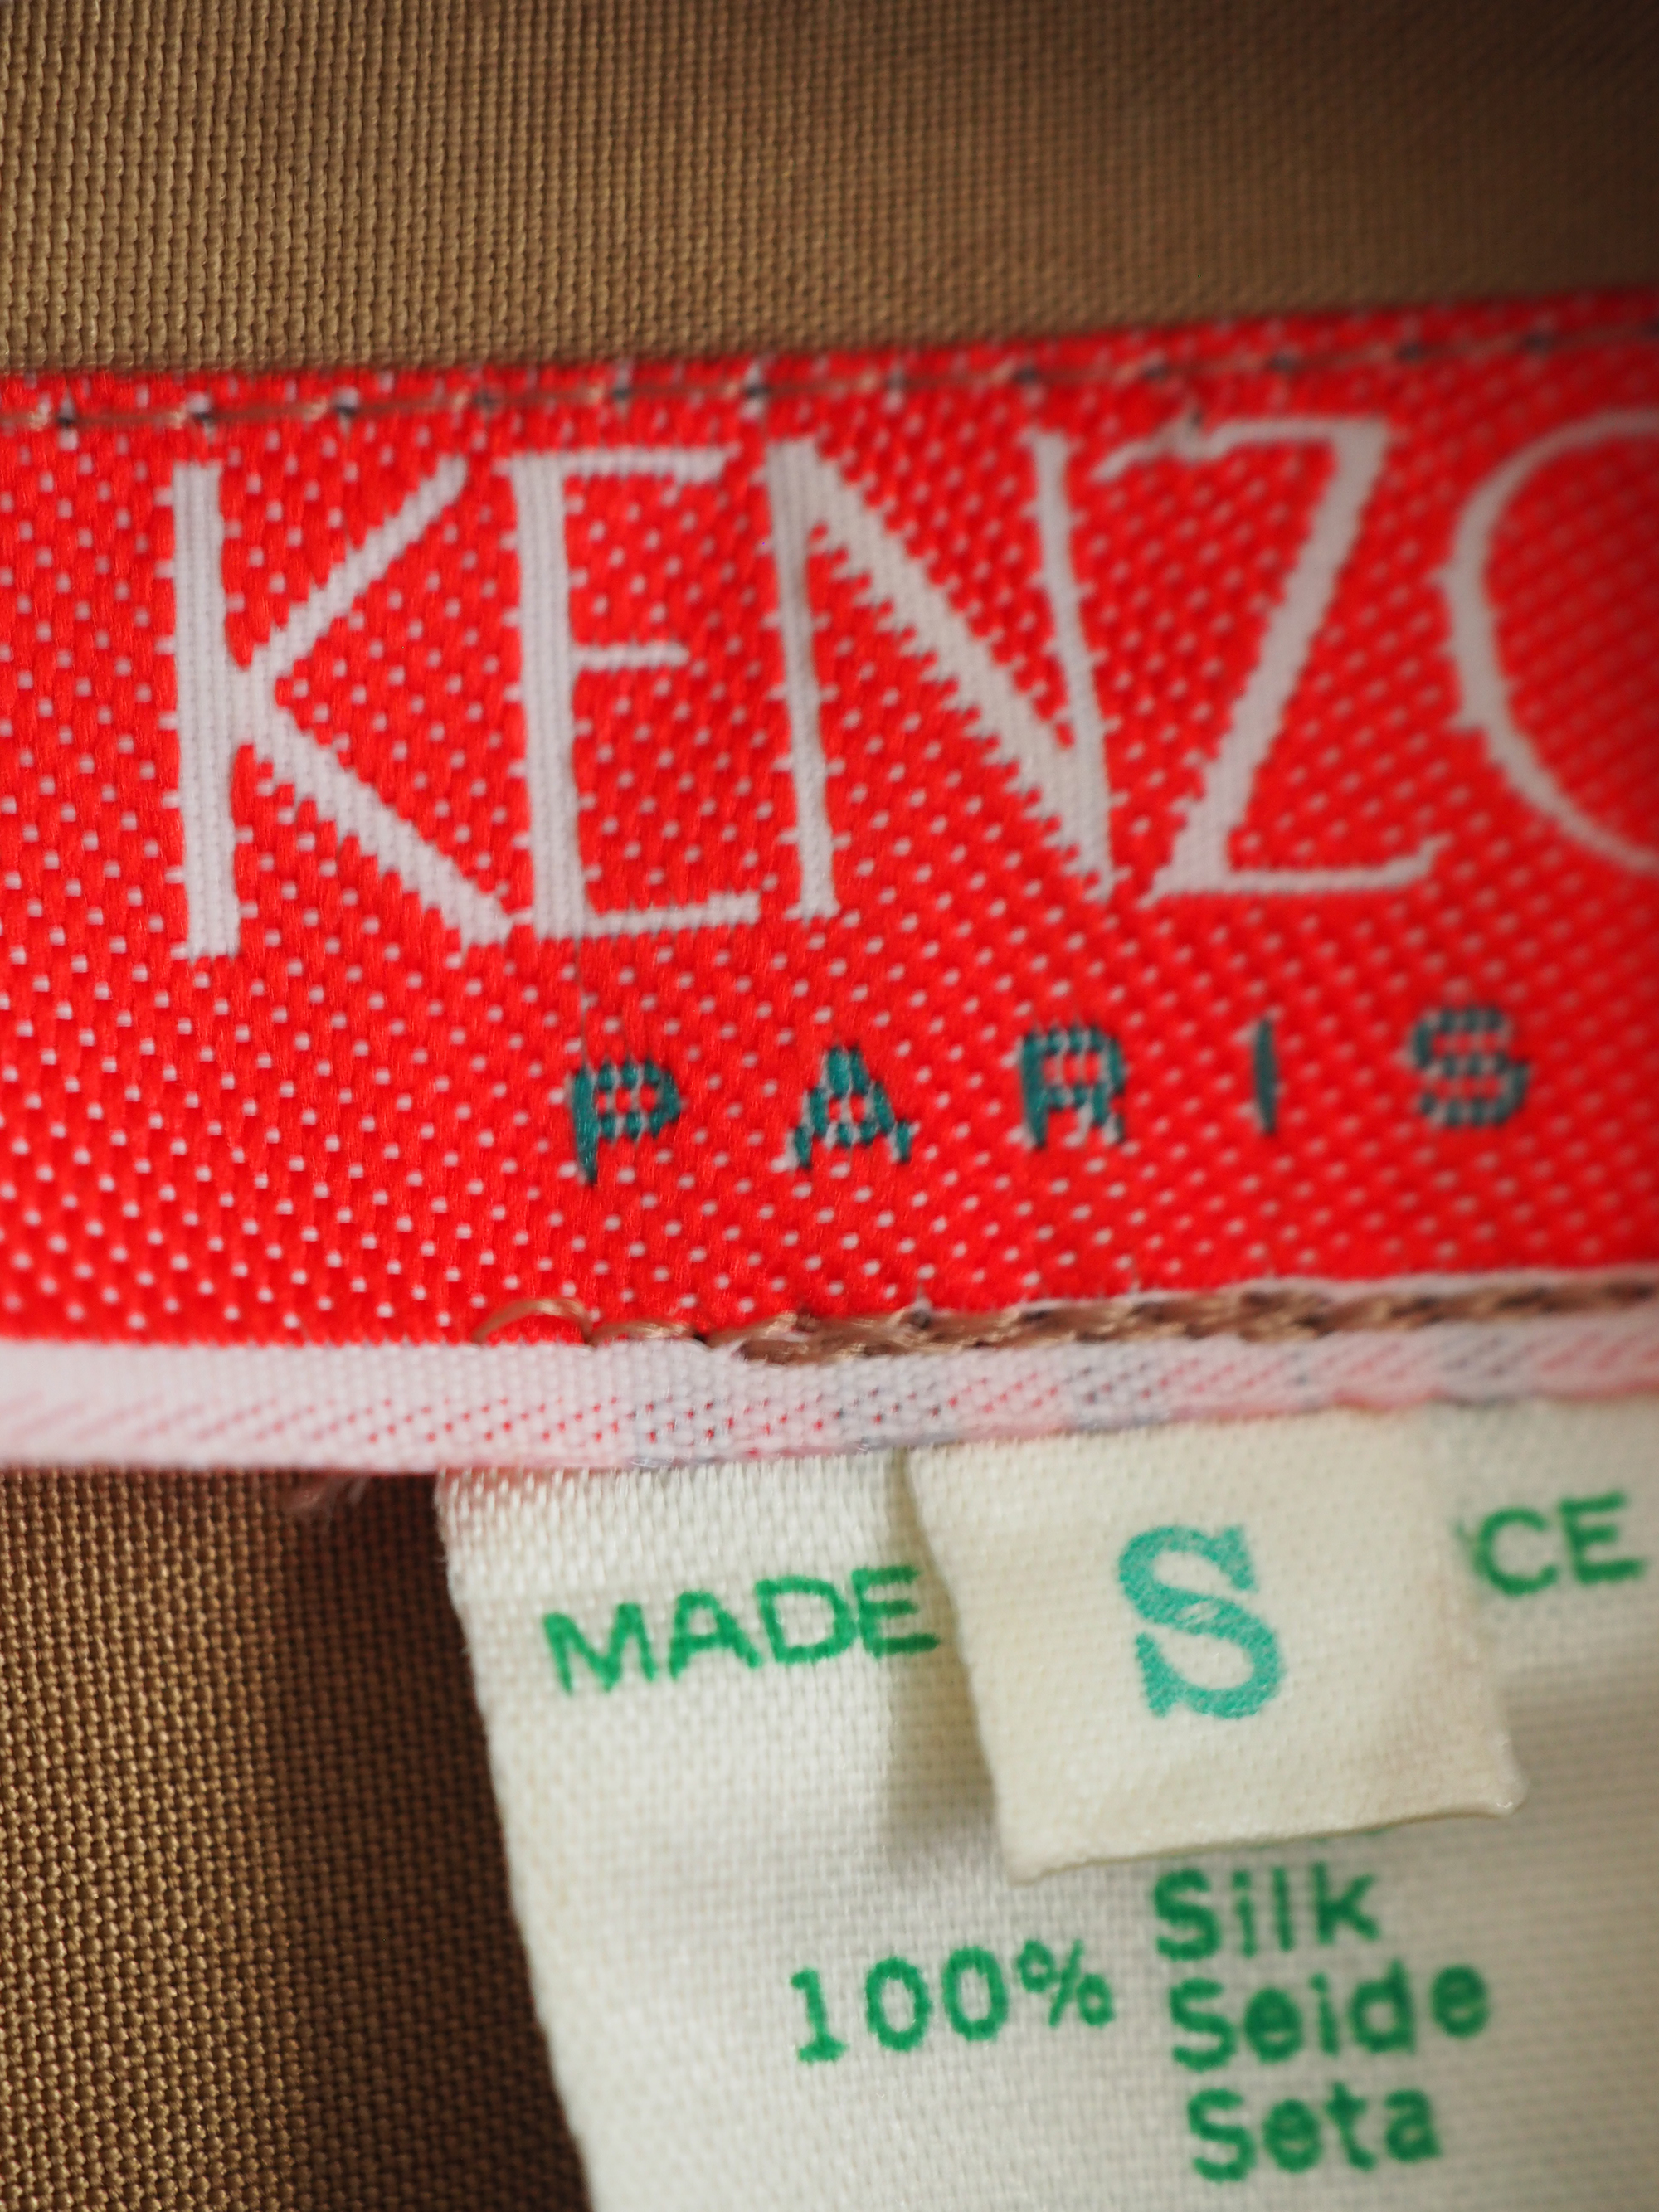 KENZO
PARIS
MADE CE
S
100%
Silk
Seide
Seta